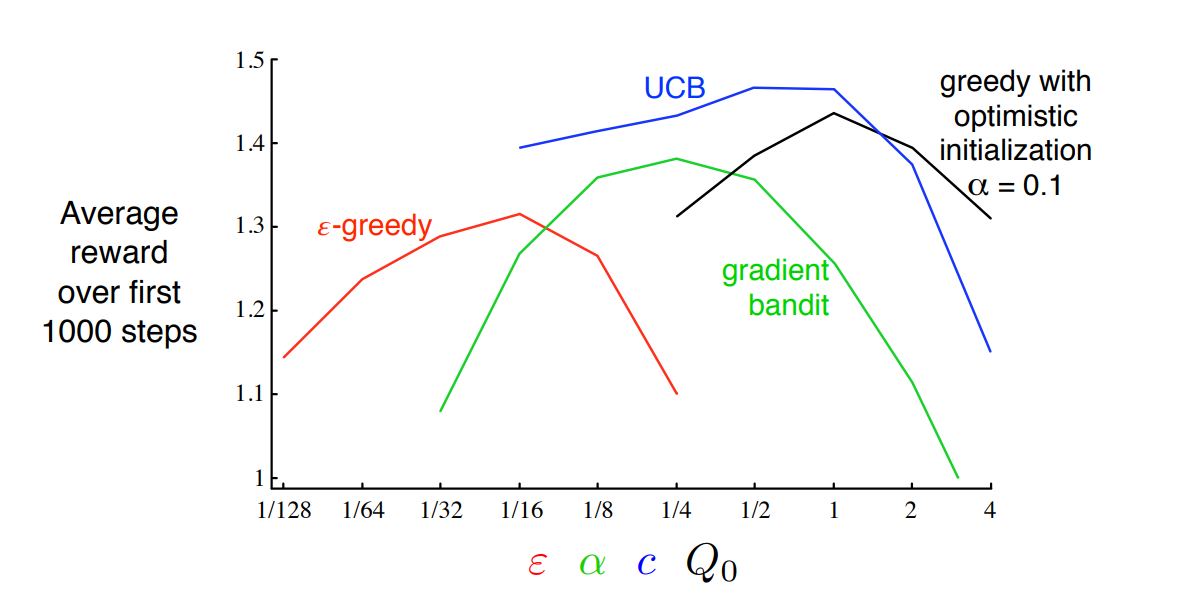 Average
reward
over first
1000 steps
1.5
1.4
1.3
1.2
1.1
1
ε-greedy
UCB
gradient
bandit
greedy with
optimistic
initialization
α = 0.1
1/128 1/64 1/32 1/16 1/8 1/4 1/2 1 2 4
ε α c Q₀